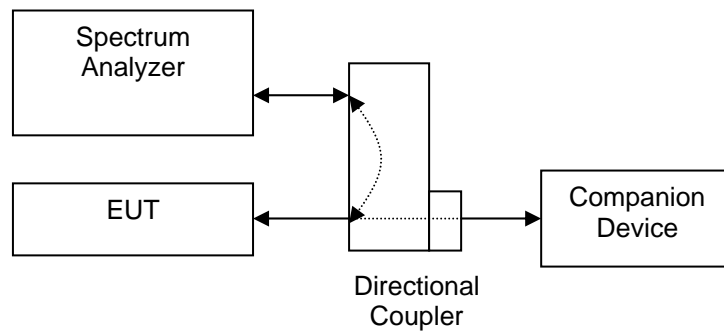 Spectrum
Analyzer
EUT
Companion
Device
Directional
Coupler